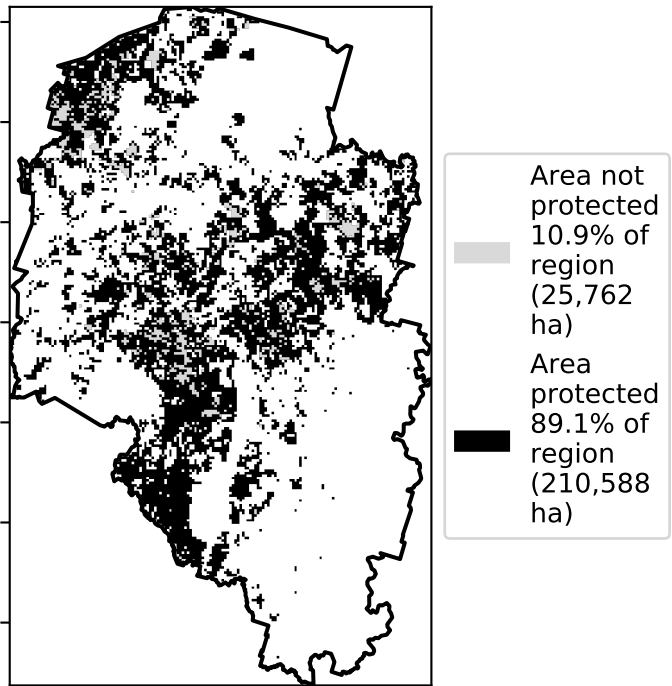 Area not
protected
10.9% of
region
(25,762
ha)
Area
protected
89.1% of
region
(210,588
ha)